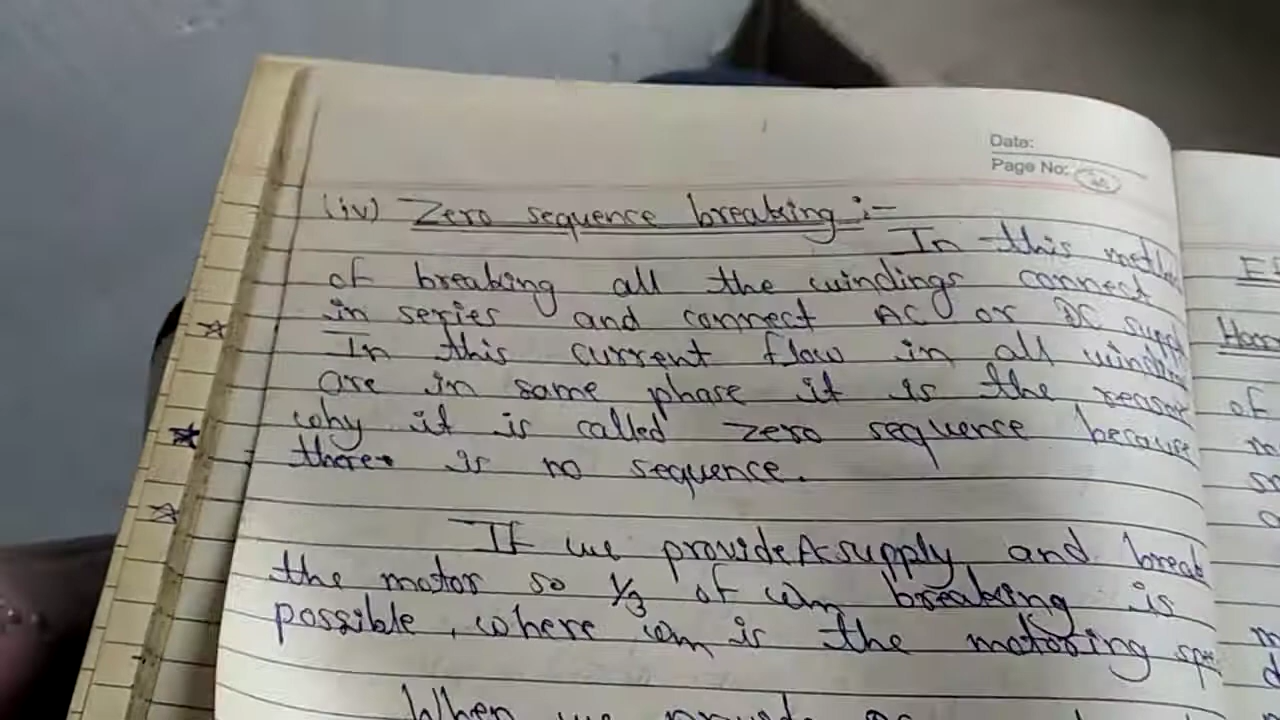 Date:
Page No:
(iv) Zero sequence breaking :-
In this
of breaking all the windings connect
in series and connect AC or DC
In this current flow in all
are in same phase it is the reason
why it is called zero sequence because
there is no sequence.
If we provide AC supply and break
the motor so 1/3 of ωm breaking is
possible, where ωm is the motoring
When we
of